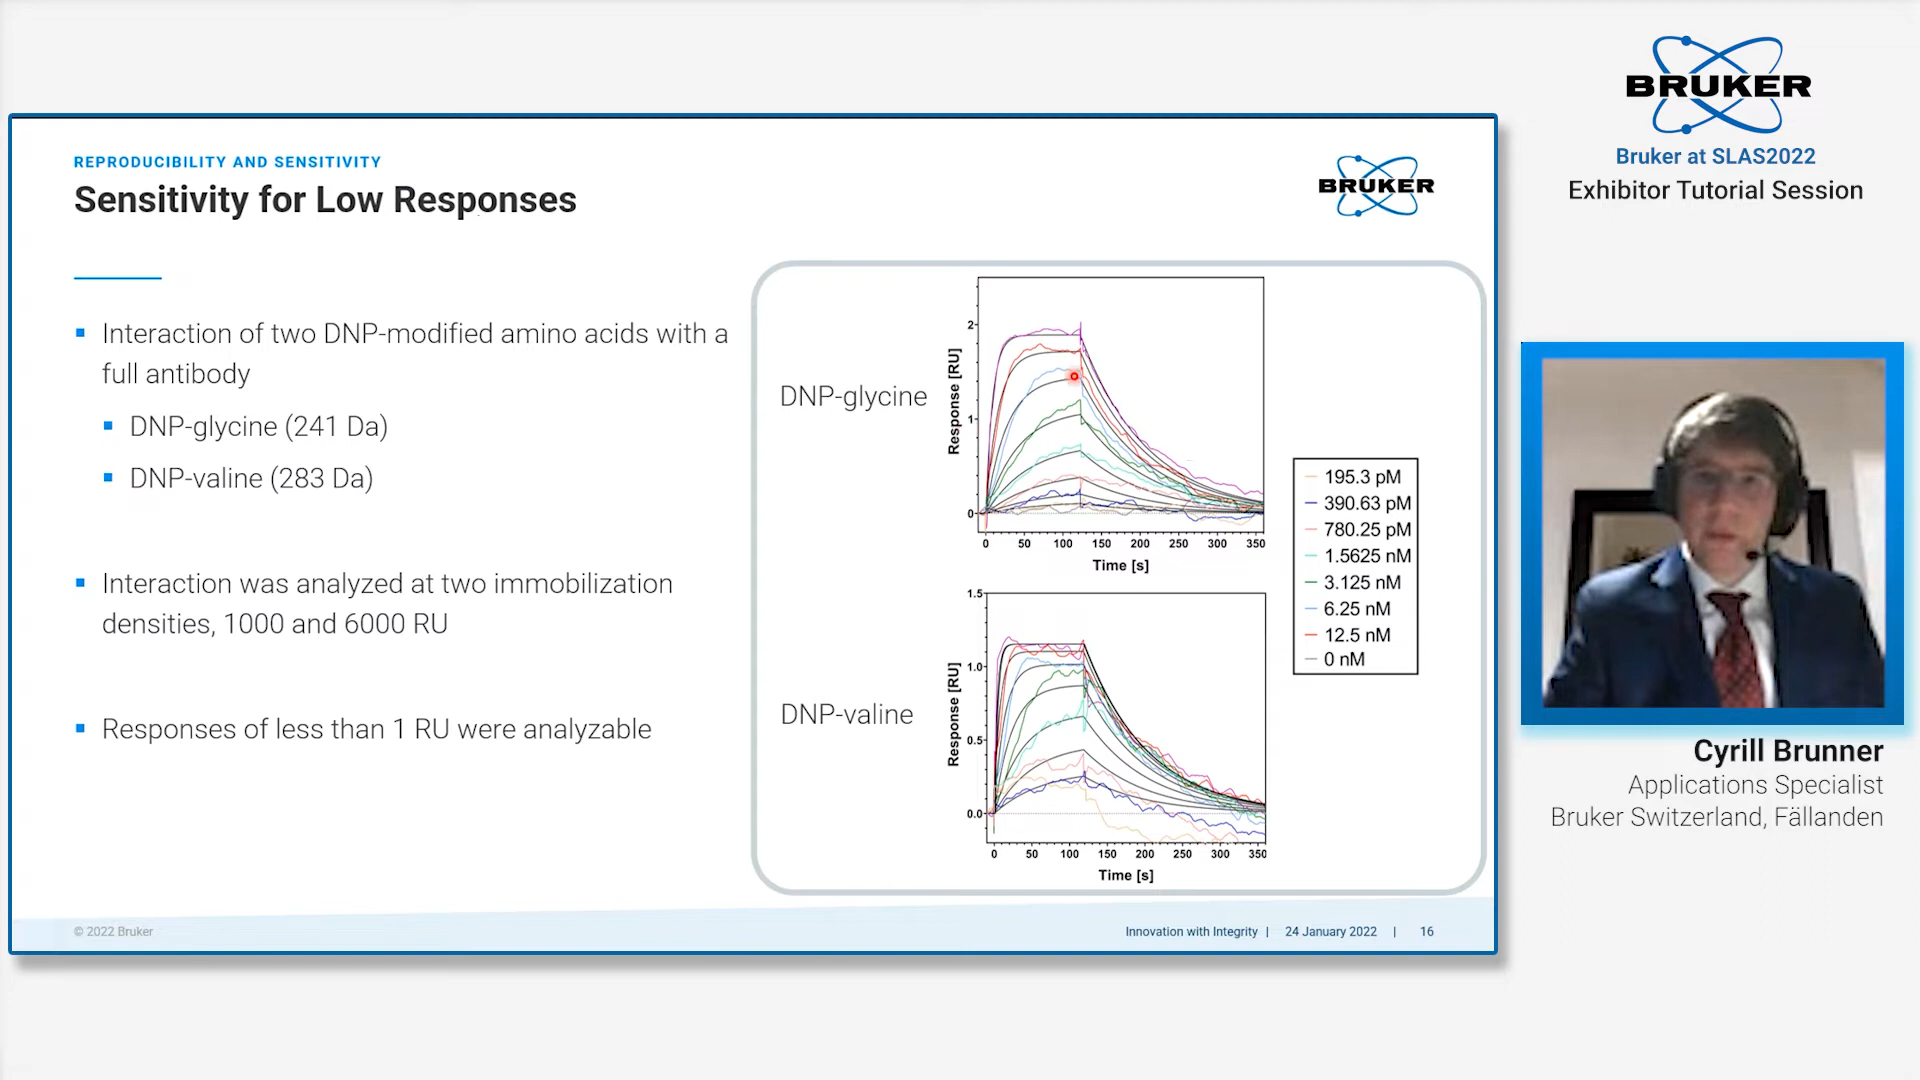 BRUKER
Bruker at SLAS2022
Exhibitor Tutorial Session
REPRODUCIBILITY AND SENSITIVITY
Sensitivity for Low Responses
BRUKER
Interaction of two DNP-modified amino acids with a
full antibody
DNP-glycine (241 Da)
DNP-valine (283 Da)
Interaction was analyzed at two immobilization
densities, 1000 and 6000 RU
Responses of less than 1 RU were analyzable
DNP-glycine
Response [RU]
2
1
0
0 50 100 150 200 250 300 350
Time [s]
DNP-valine
Response [RU]
1.5
1.0
0.5
0.0
0 50 100 150 200 250 300 350
Time [s]
195.3 pM
390.63 pM
780.25 pM
1.5625 nM
3.125 nM
6.25 nM
12.5 nM
0 nM
© 2022 Bruker
Innovation with Integrity | 24 January 2022 | 16
Cyrill Brunner
Applications Specialist
Bruker Switzerland, Fällanden